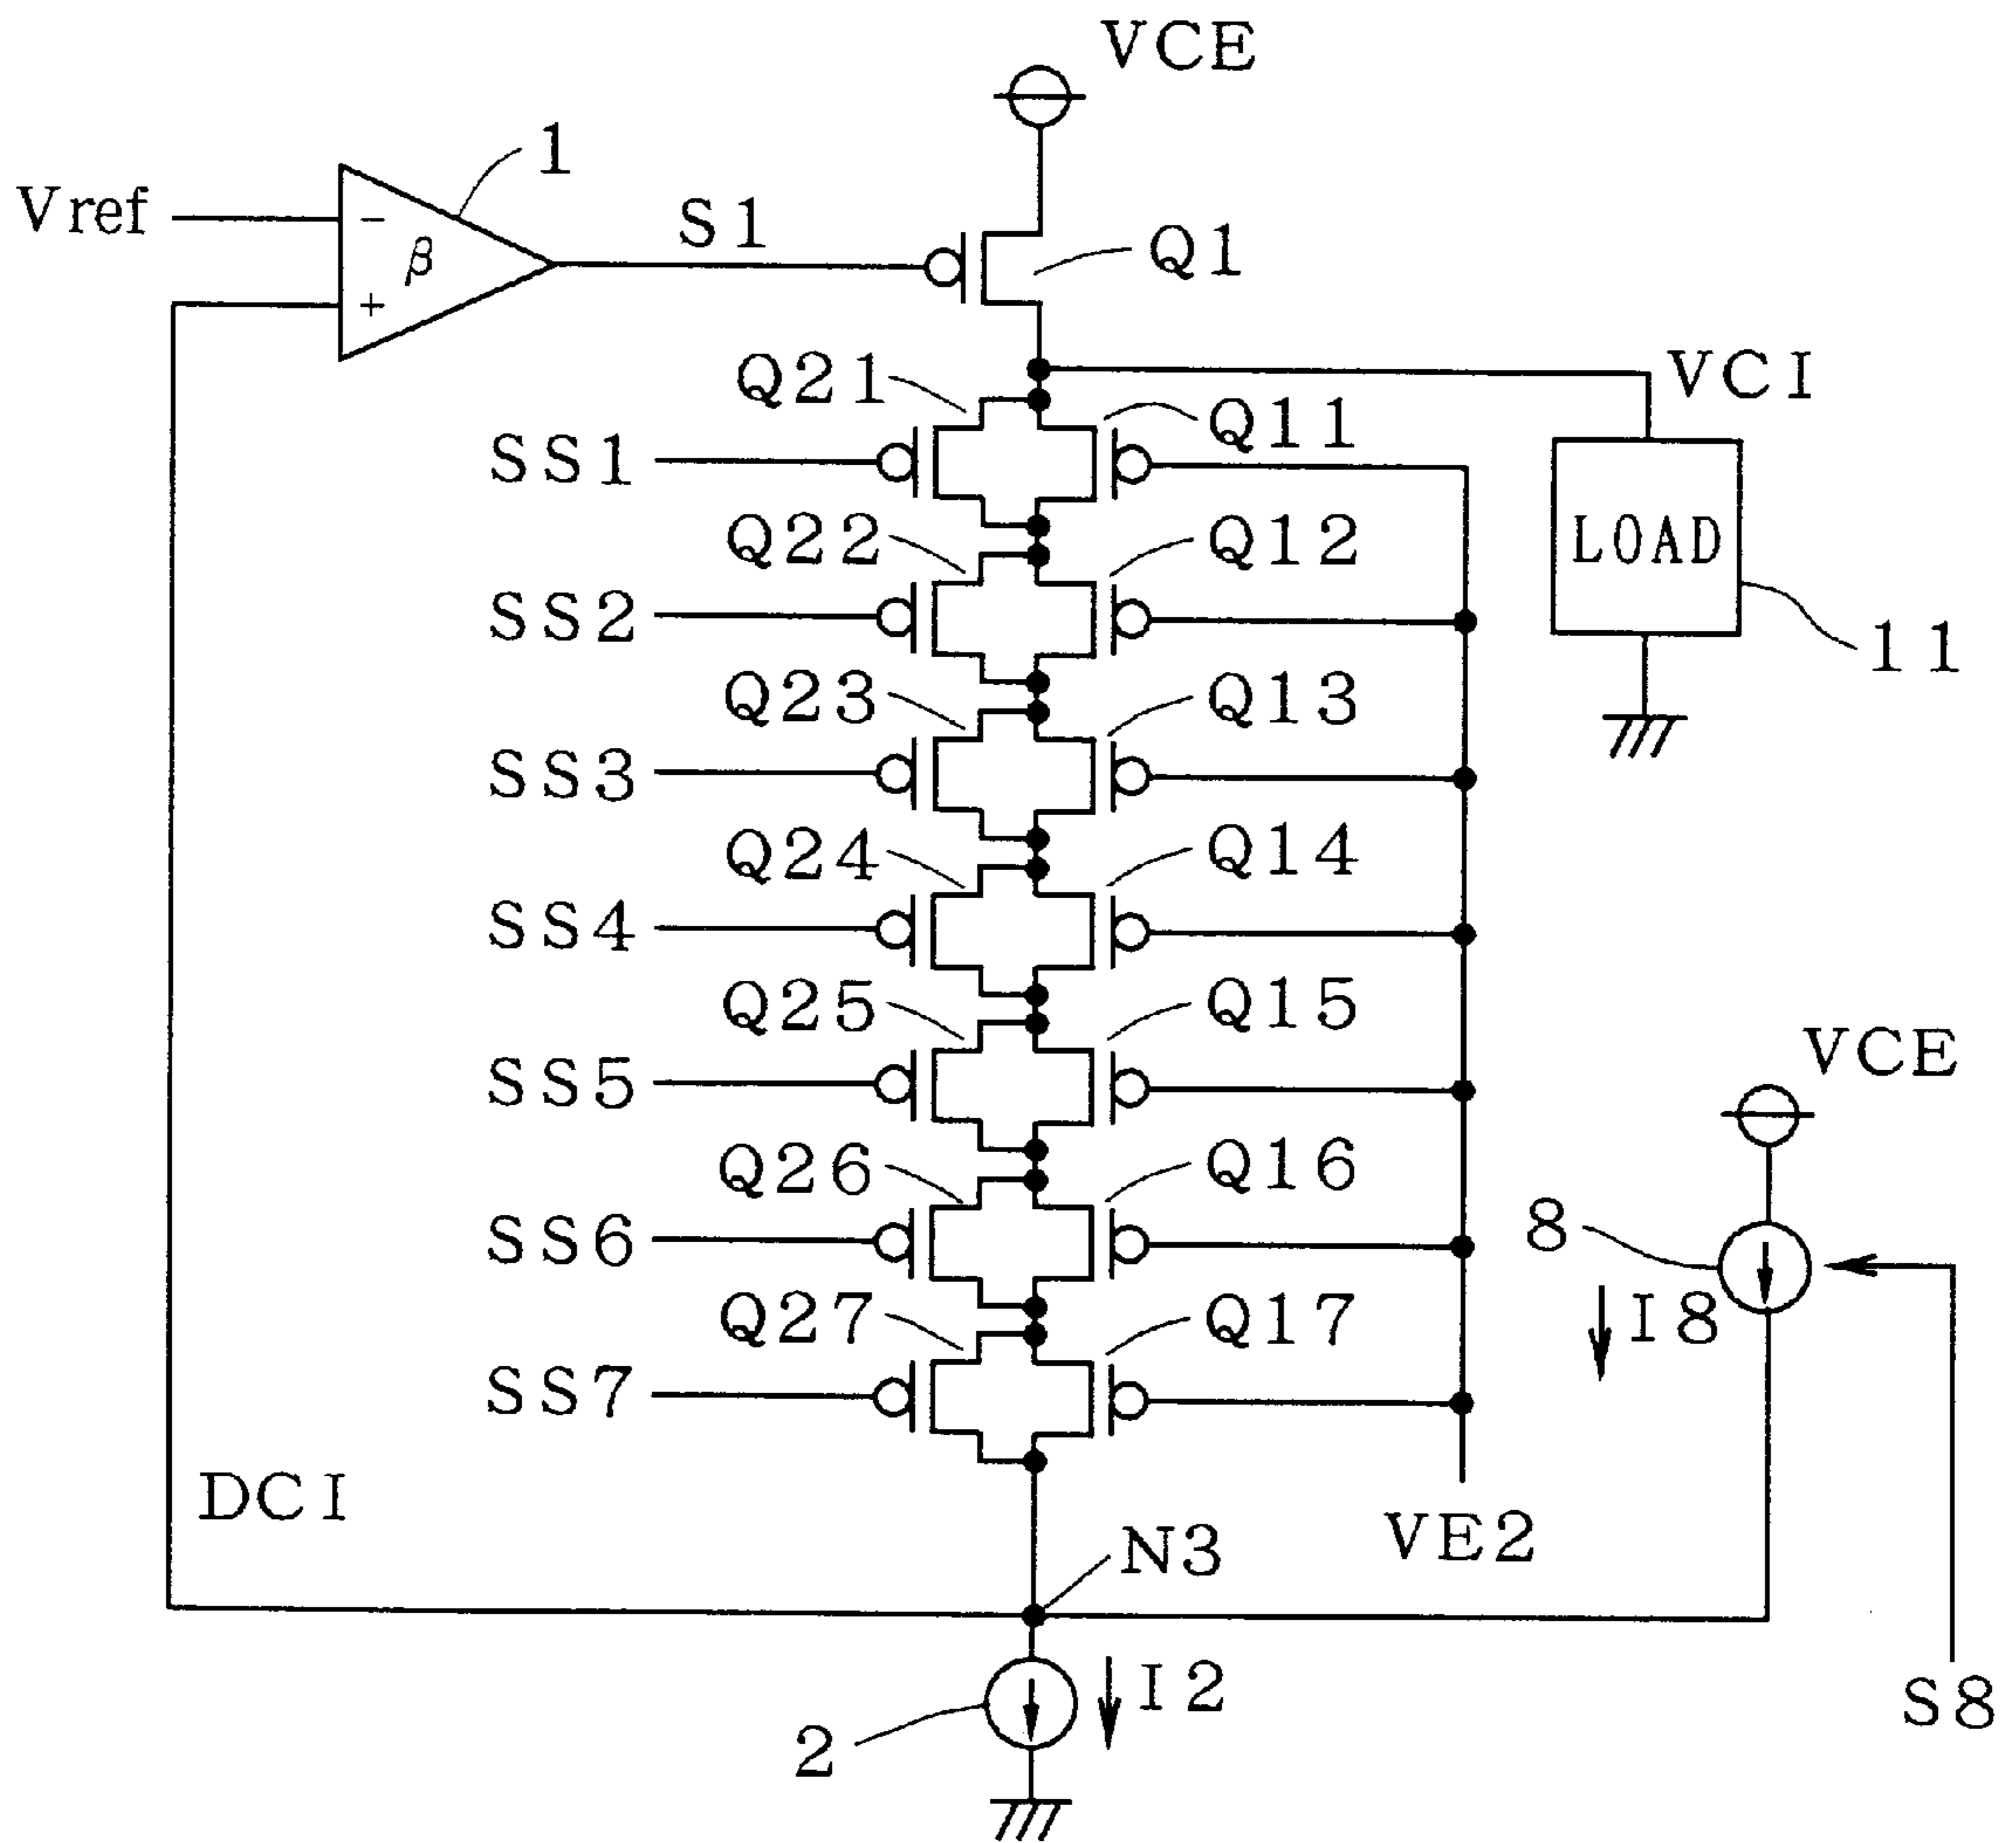 VCE
1
Vref
−
β
+
S1
Q1
VCI
Q21
Q11
SS1
LOAD
Q22
Q12
SS2
11
Q23
Q13
SS3
Q24
Q14
SS4
Q25
Q15
VCE
SS5
Q26
Q16
8
SS6
I8
Q27
Q17
SS7
DCI
VE2
N3
I2
S8
2